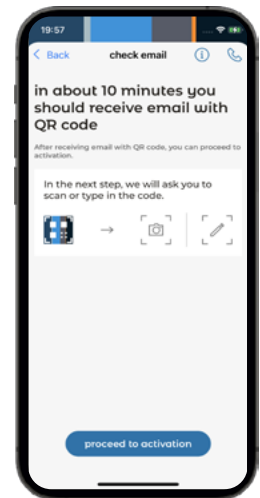 19:57
Back
check email
in about 10 minutes you
should receive email with
QR code
After receiving email with QR code, you can proceed to
activation.
In the next step, we will ask you to
scan or type in the code.
proceed to activation